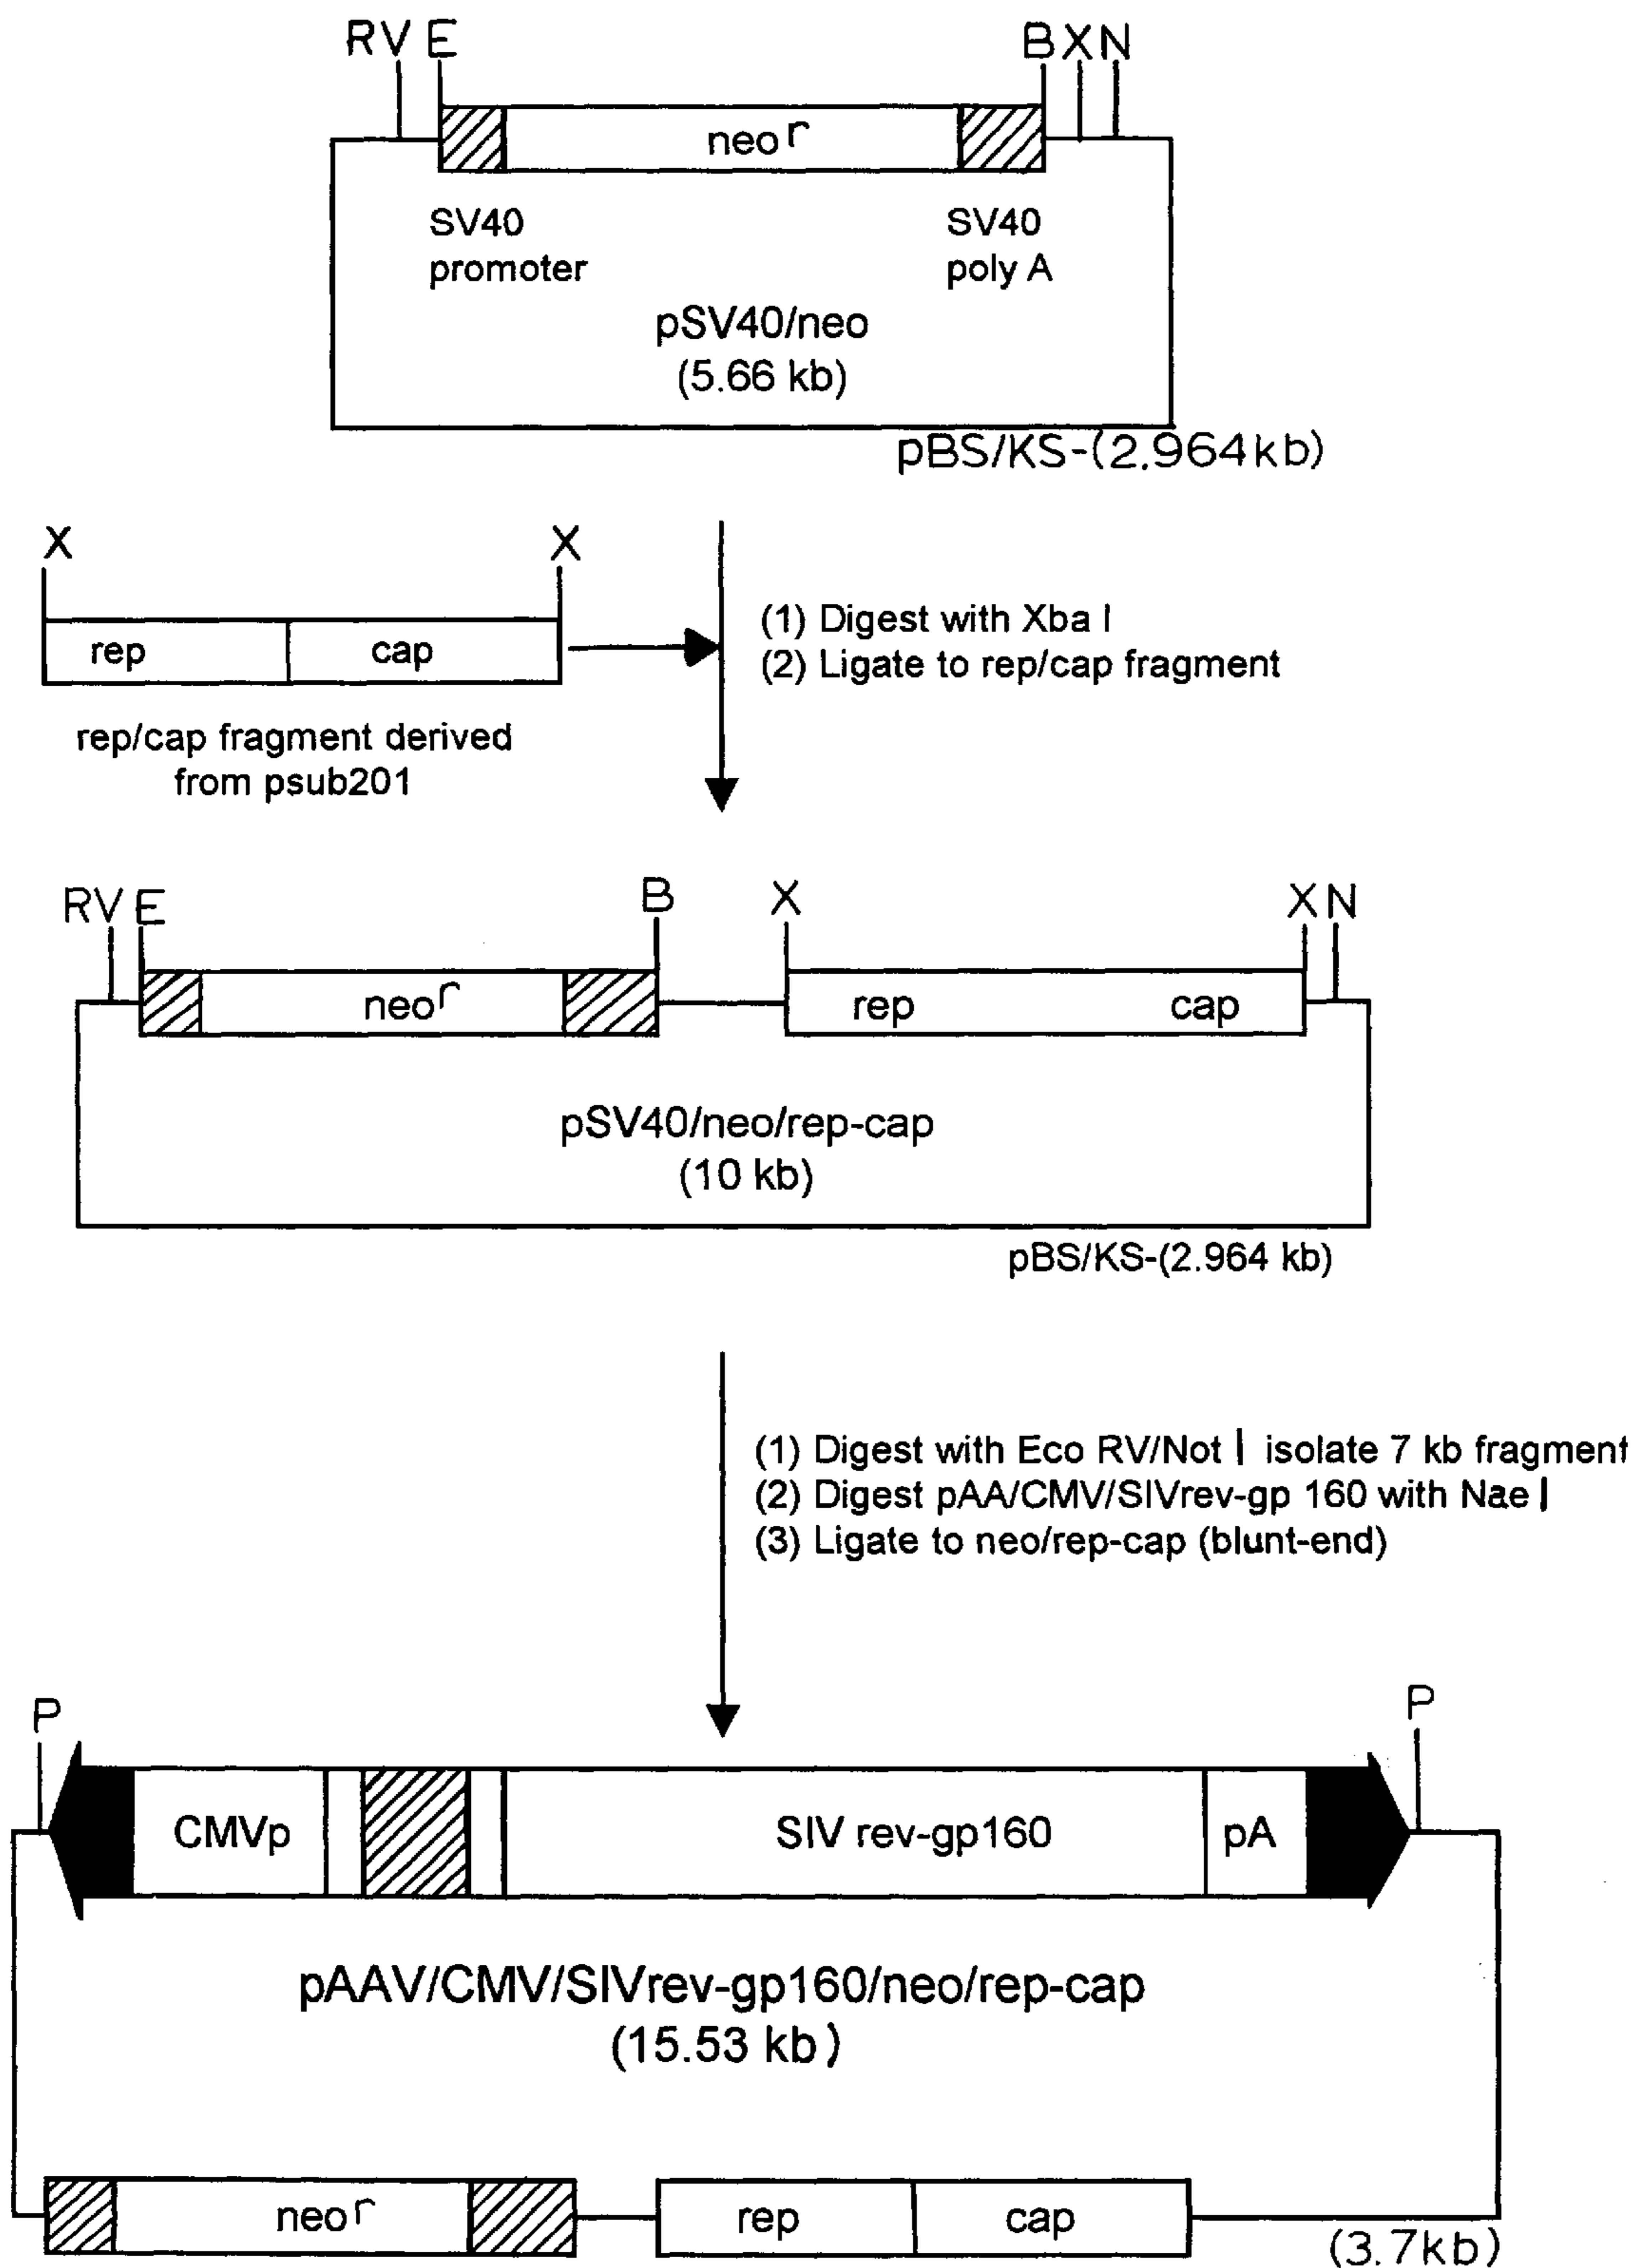 RV E B X N
neo r
SV40 SV40
promoter poly A
pSV40/neo
(5.66 kb)
pBS/KS-(2.964kb)
X X
(1) Digest with Xba I
rep cap
(2) Ligate to rep/cap fragment
rep/cap fragment derived
from psub201
RV E B X X N
neo r rep cap
pSV40/neo/rep-cap
(10 kb)
pBS/KS-(2.964 kb)
(1) Digest with Eco RV/Not I isolate 7 kb fragment
(2) Digest pAA/CMV/SIVrev-gp 160 with Nae I
(3) Ligate to neo/rep-cap (blunt-end)
P P
CMVp SIV rev-gp160 pA
pAAV/CMV/SIVrev-gp160/neo/rep-cap
(15.53 kb)
neo r rep cap
(3.7kb)